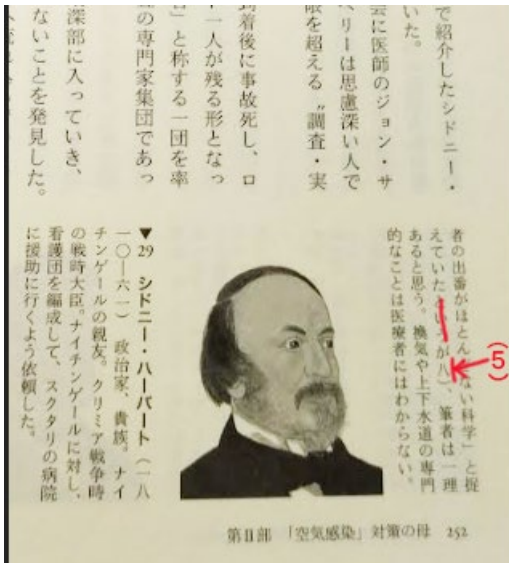 で紹介したシドニー・
いた。
に医師のジョン・サ
リーは思慮深い人で
限を超える〝調査・実
到着後に事故死し、ロ
一人が残る形となっ
」と称する一団を率
の専門家集団であっ
深部に入っていき、
ないことを発見した。
者の出番がほとんどない科学」と捉
えていたというが八)、筆者は一理
あると思う。換気や上下水道の専門
的なことは医療者にはわからない。
(5)
▼29 シドニー・ハーバート(一八
一〇―六一) 政治家、貴族。ナイ
チンゲールの親友。クリミア戦争時
の戦時大臣。ナイチンゲールに対し、
看護団を編成して、スクタリの病院
に援助に行くよう依頼した。
第Ⅱ部 「空気感染」対策の母 252